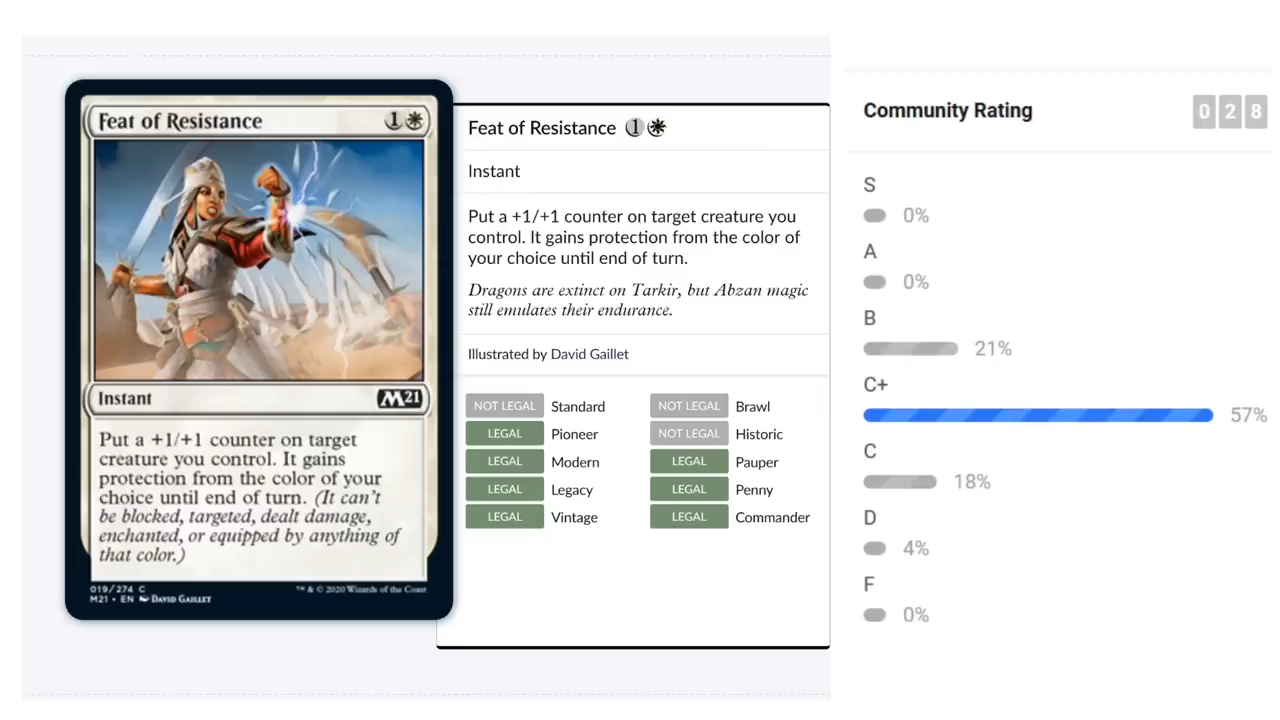 Feat of Resistance 1
Instant
M21
Put a +1/+1 counter on target
creature you control. It gains
protection from the color of your
choice until end of turn. (It can't
be blocked, targeted, dealt damage,
enchanted, or equipped by anything of
that color.)
019/274 C
M21 • EN DAVID GAILLET
™ & © 2020 Wizards of the Coast
Feat of Resistance 1
Instant
Put a +1/+1 counter on target creature you
control. It gains protection from the color of
your choice until end of turn.
Dragons are extinct on Tarkir, but Abzan magic
still emulates their endurance.
Illustrated by David Gaillet
NOT LEGAL Standard NOT LEGAL Brawl
LEGAL Pioneer NOT LEGAL Historic
LEGAL Modern LEGAL Pauper
LEGAL Legacy LEGAL Penny
LEGAL Vintage LEGAL Commander
Community Rating 0 2 8
S
0%
A
0%
B
21%
C+
57%
C
18%
D
4%
F
0%